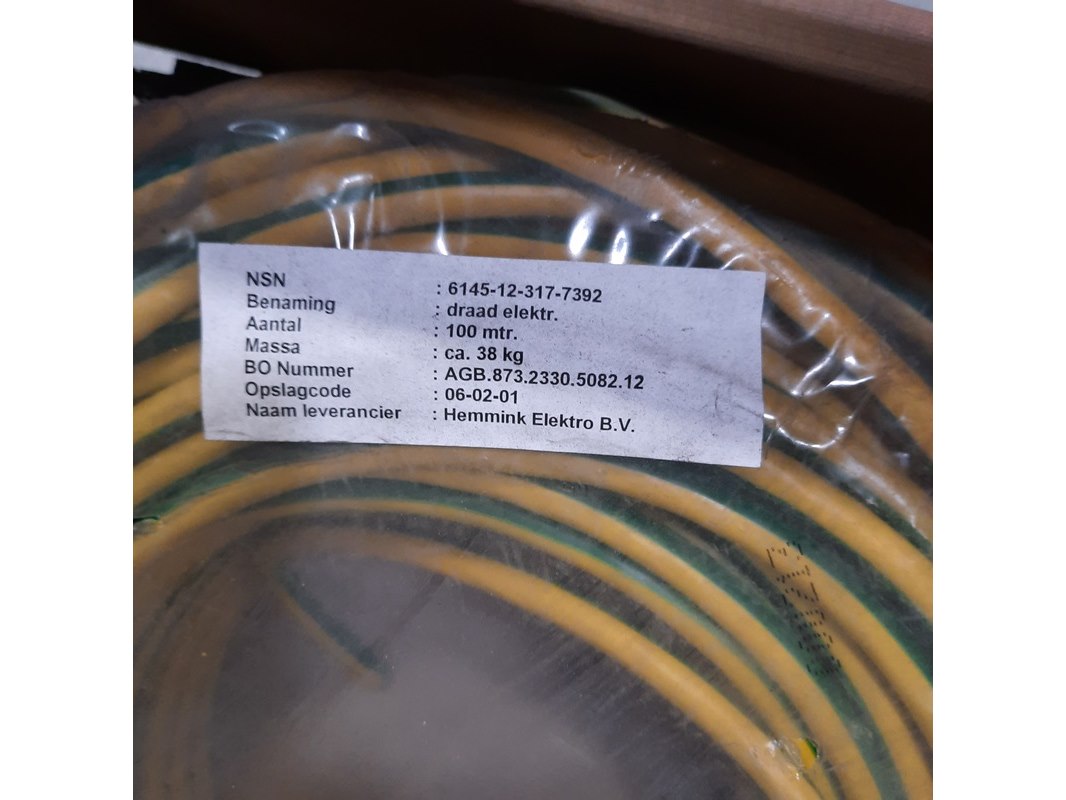 NSN : 6145-12-317-7392
Benaming : draad elektr.
Aantal : 100 mtr.
Massa : ca. 38 kg
BO Nummer : AGB.873.2330.5082.12
Opslagcode : 06-02-01
Naam leverancier : Hemmink Elektro B.V.